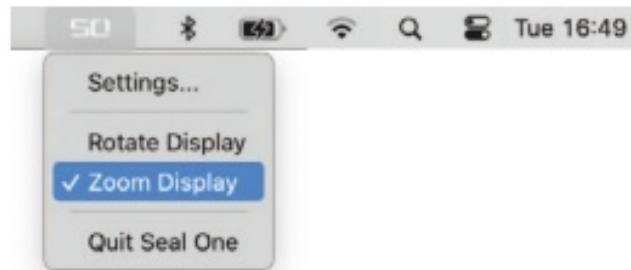 SO Tue 16:49
Settings...
Rotate Display
Zoom Display
Quit Seal One